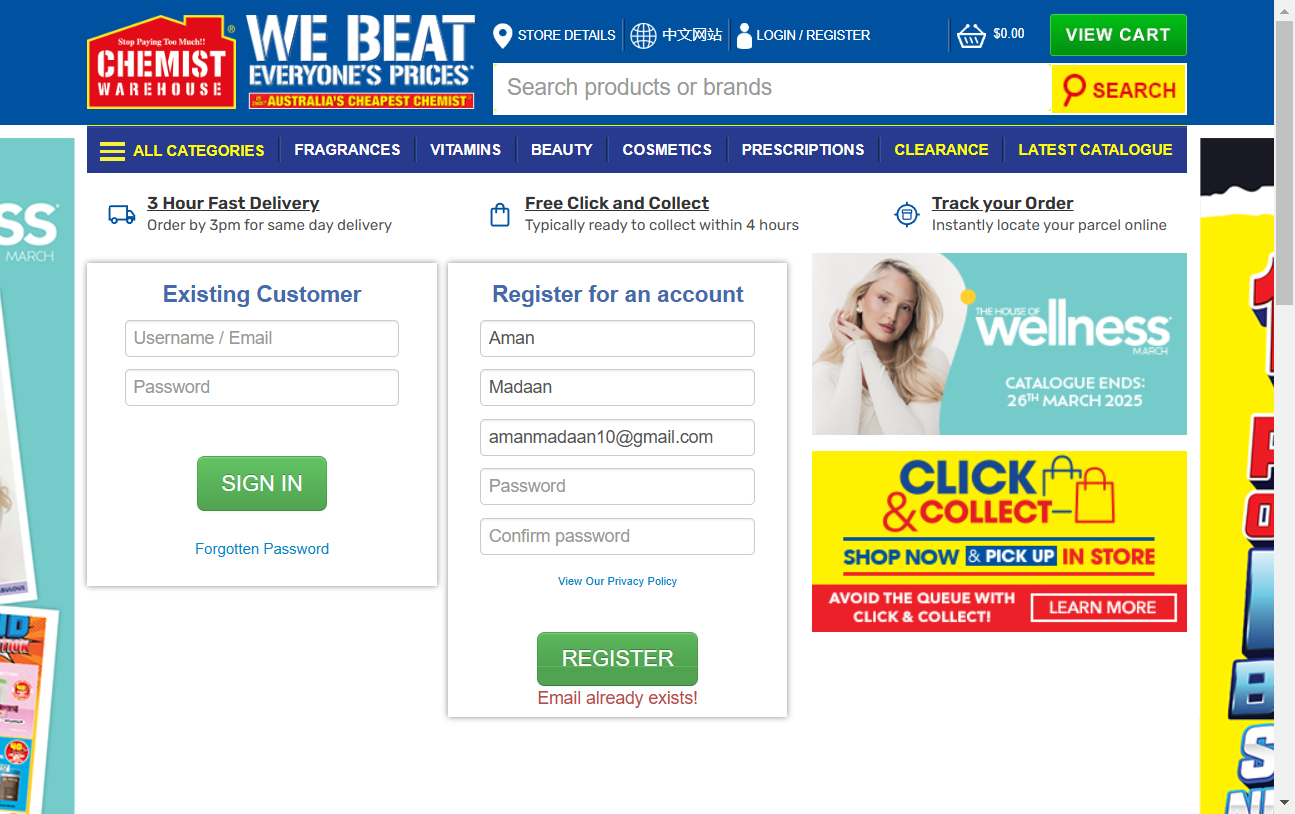 Stop Paying Too Much!!
CHEMIST
WAREHOUSE
®
WE BEAT
EVERYONE'S PRICES*
AUSTRALIA'S CHEAPEST CHEMIST
STORE DETAILS
中文网站
LOGIN / REGISTER
$0.00
VIEW CART
Search products or brands
SEARCH
ALL CATEGORIES
FRAGRANCES
VITAMINS
BEAUTY
COSMETICS
PRESCRIPTIONS
CLEARANCE
LATEST CATALOGUE
3 Hour Fast Delivery
Order by 3pm for same day delivery
Free Click and Collect
Typically ready to collect within 4 hours
Track your Order
Instantly locate your parcel online
MARCH
Existing Customer
Username / Email
Password
SIGN IN
Forgotten Password
Register for an account
Aman
Madaan
amanmadaan10@gmail.com
Password
Confirm password
View Our Privacy Policy
REGISTER
Email already exists!
THE HOUSE OF
wellness
MARCH
CATALOGUE ENDS:
26TH MARCH 2025
CLICK
&COLLECT
SHOP NOW & PICK UP IN STORE
AVOID THE QUEUE WITH
CLICK & COLLECT!
LEARN MORE